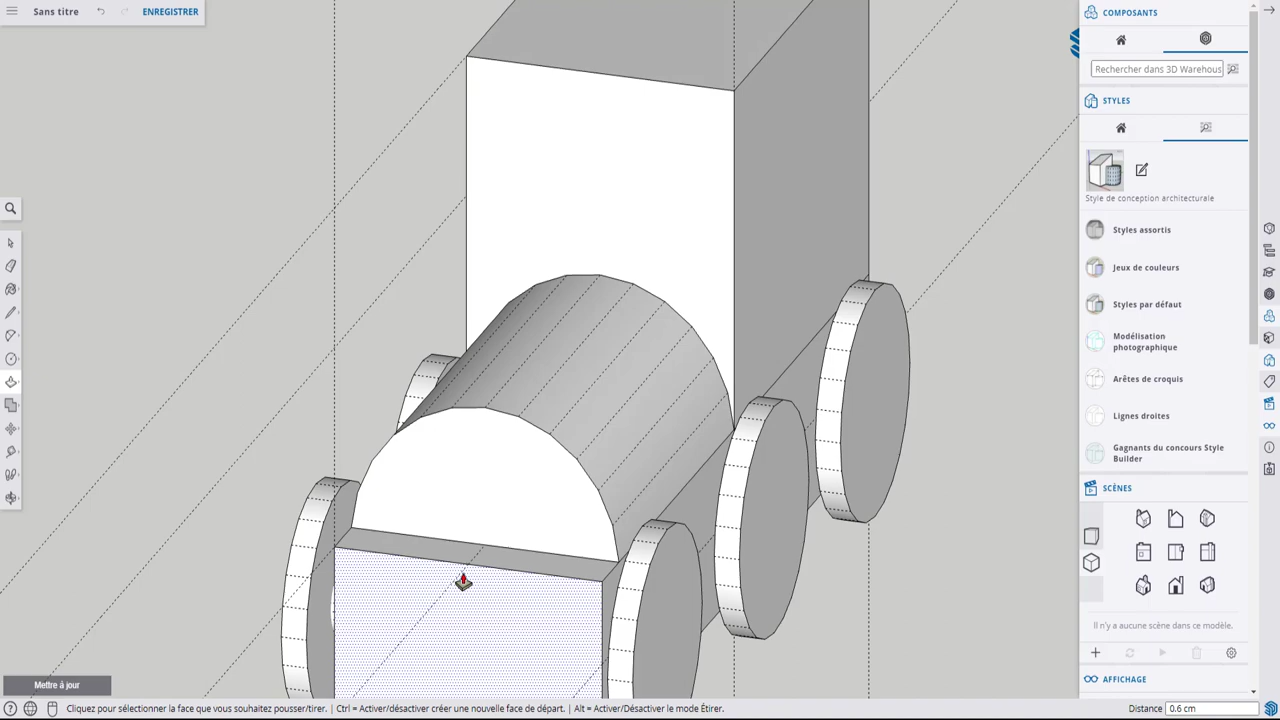 Sans titre
ENREGISTRER
COMPOSANTS
Rechercher dans 3D Warehous
STYLES
Style de conception architecturale
Styles assortis
Jeux de couleurs
Styles par défaut
Modélisation
photographique
Arêtes de croquis
Lignes droites
Gagnants du concours Style
Builder
SCÈNES
Il n'y a aucune scène dans ce modèle.
AFFICHAGE
Mettre à jour
Cliquez pour sélectionner la face que vous souhaitez pousser/tirer. | Ctrl = Activer/désactiver créer une nouvelle face de départ. | Alt = Activer/Désactiver le mode Étirer.
Distance 0.6 cm